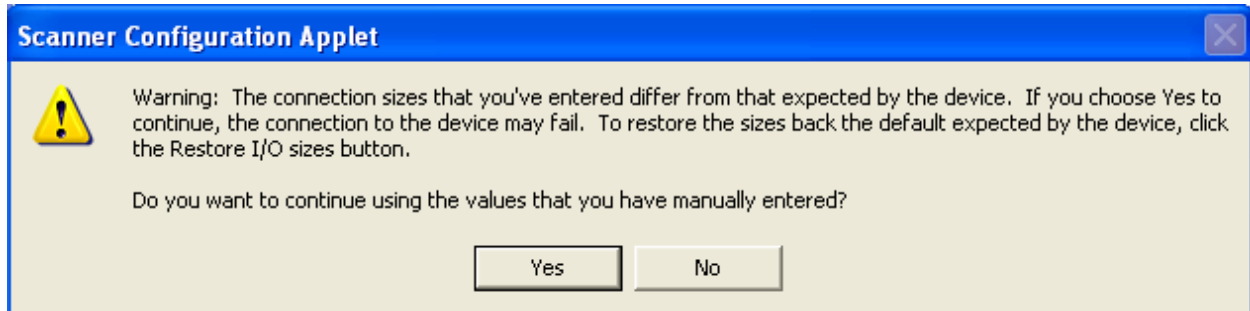 Scanner Configuration Applet
Warning:  The connection sizes that you've entered differ from that expected by the device.  If you choose Yes to
continue, the connection to the device may fail.  To restore the sizes back the default expected by the device, click
the Restore I/O sizes button.
Do you want to continue using the values that you have manually entered?
Yes
No